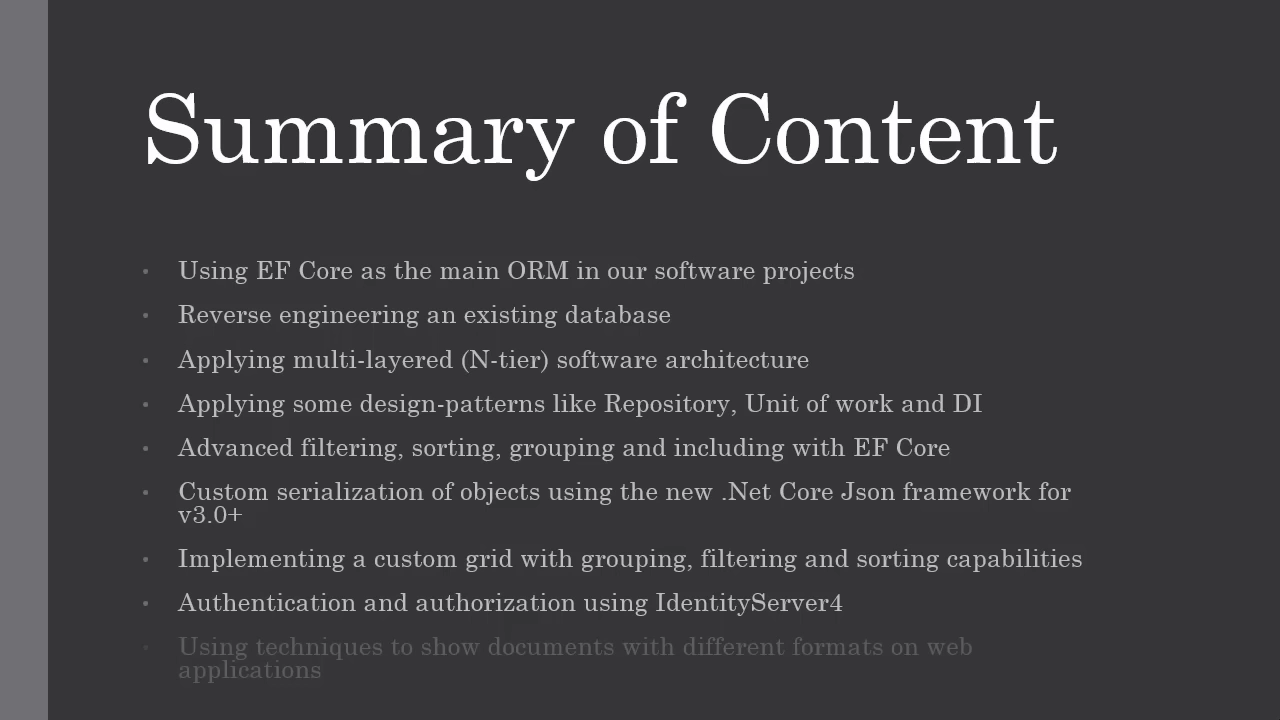 Summary of Content
• Using EF Core as the main ORM in our software projects
• Reverse engineering an existing database
• Applying multi-layered (N-tier) software architecture
• Applying some design-patterns like Repository, Unit of work and DI
• Advanced filtering, sorting, grouping and including with EF Core
• Custom serialization of objects using the new .Net Core Json framework for
v3.0+
• Implementing a custom grid with grouping, filtering and sorting capabilities
• Authentication and authorization using IdentityServer4
• Using techniques to show documents with different formats on web
applications